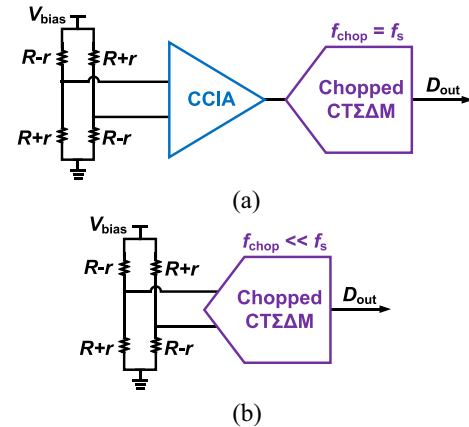 Vbias
R-r R+r
R+r R-r
CCIA
fchop = fs
Chopped
CTΣΔM
Dout
(a)
Vbias
R-r R+r
R+r R-r
fchop << fs
Chopped
CTΣΔM
Dout
(b)